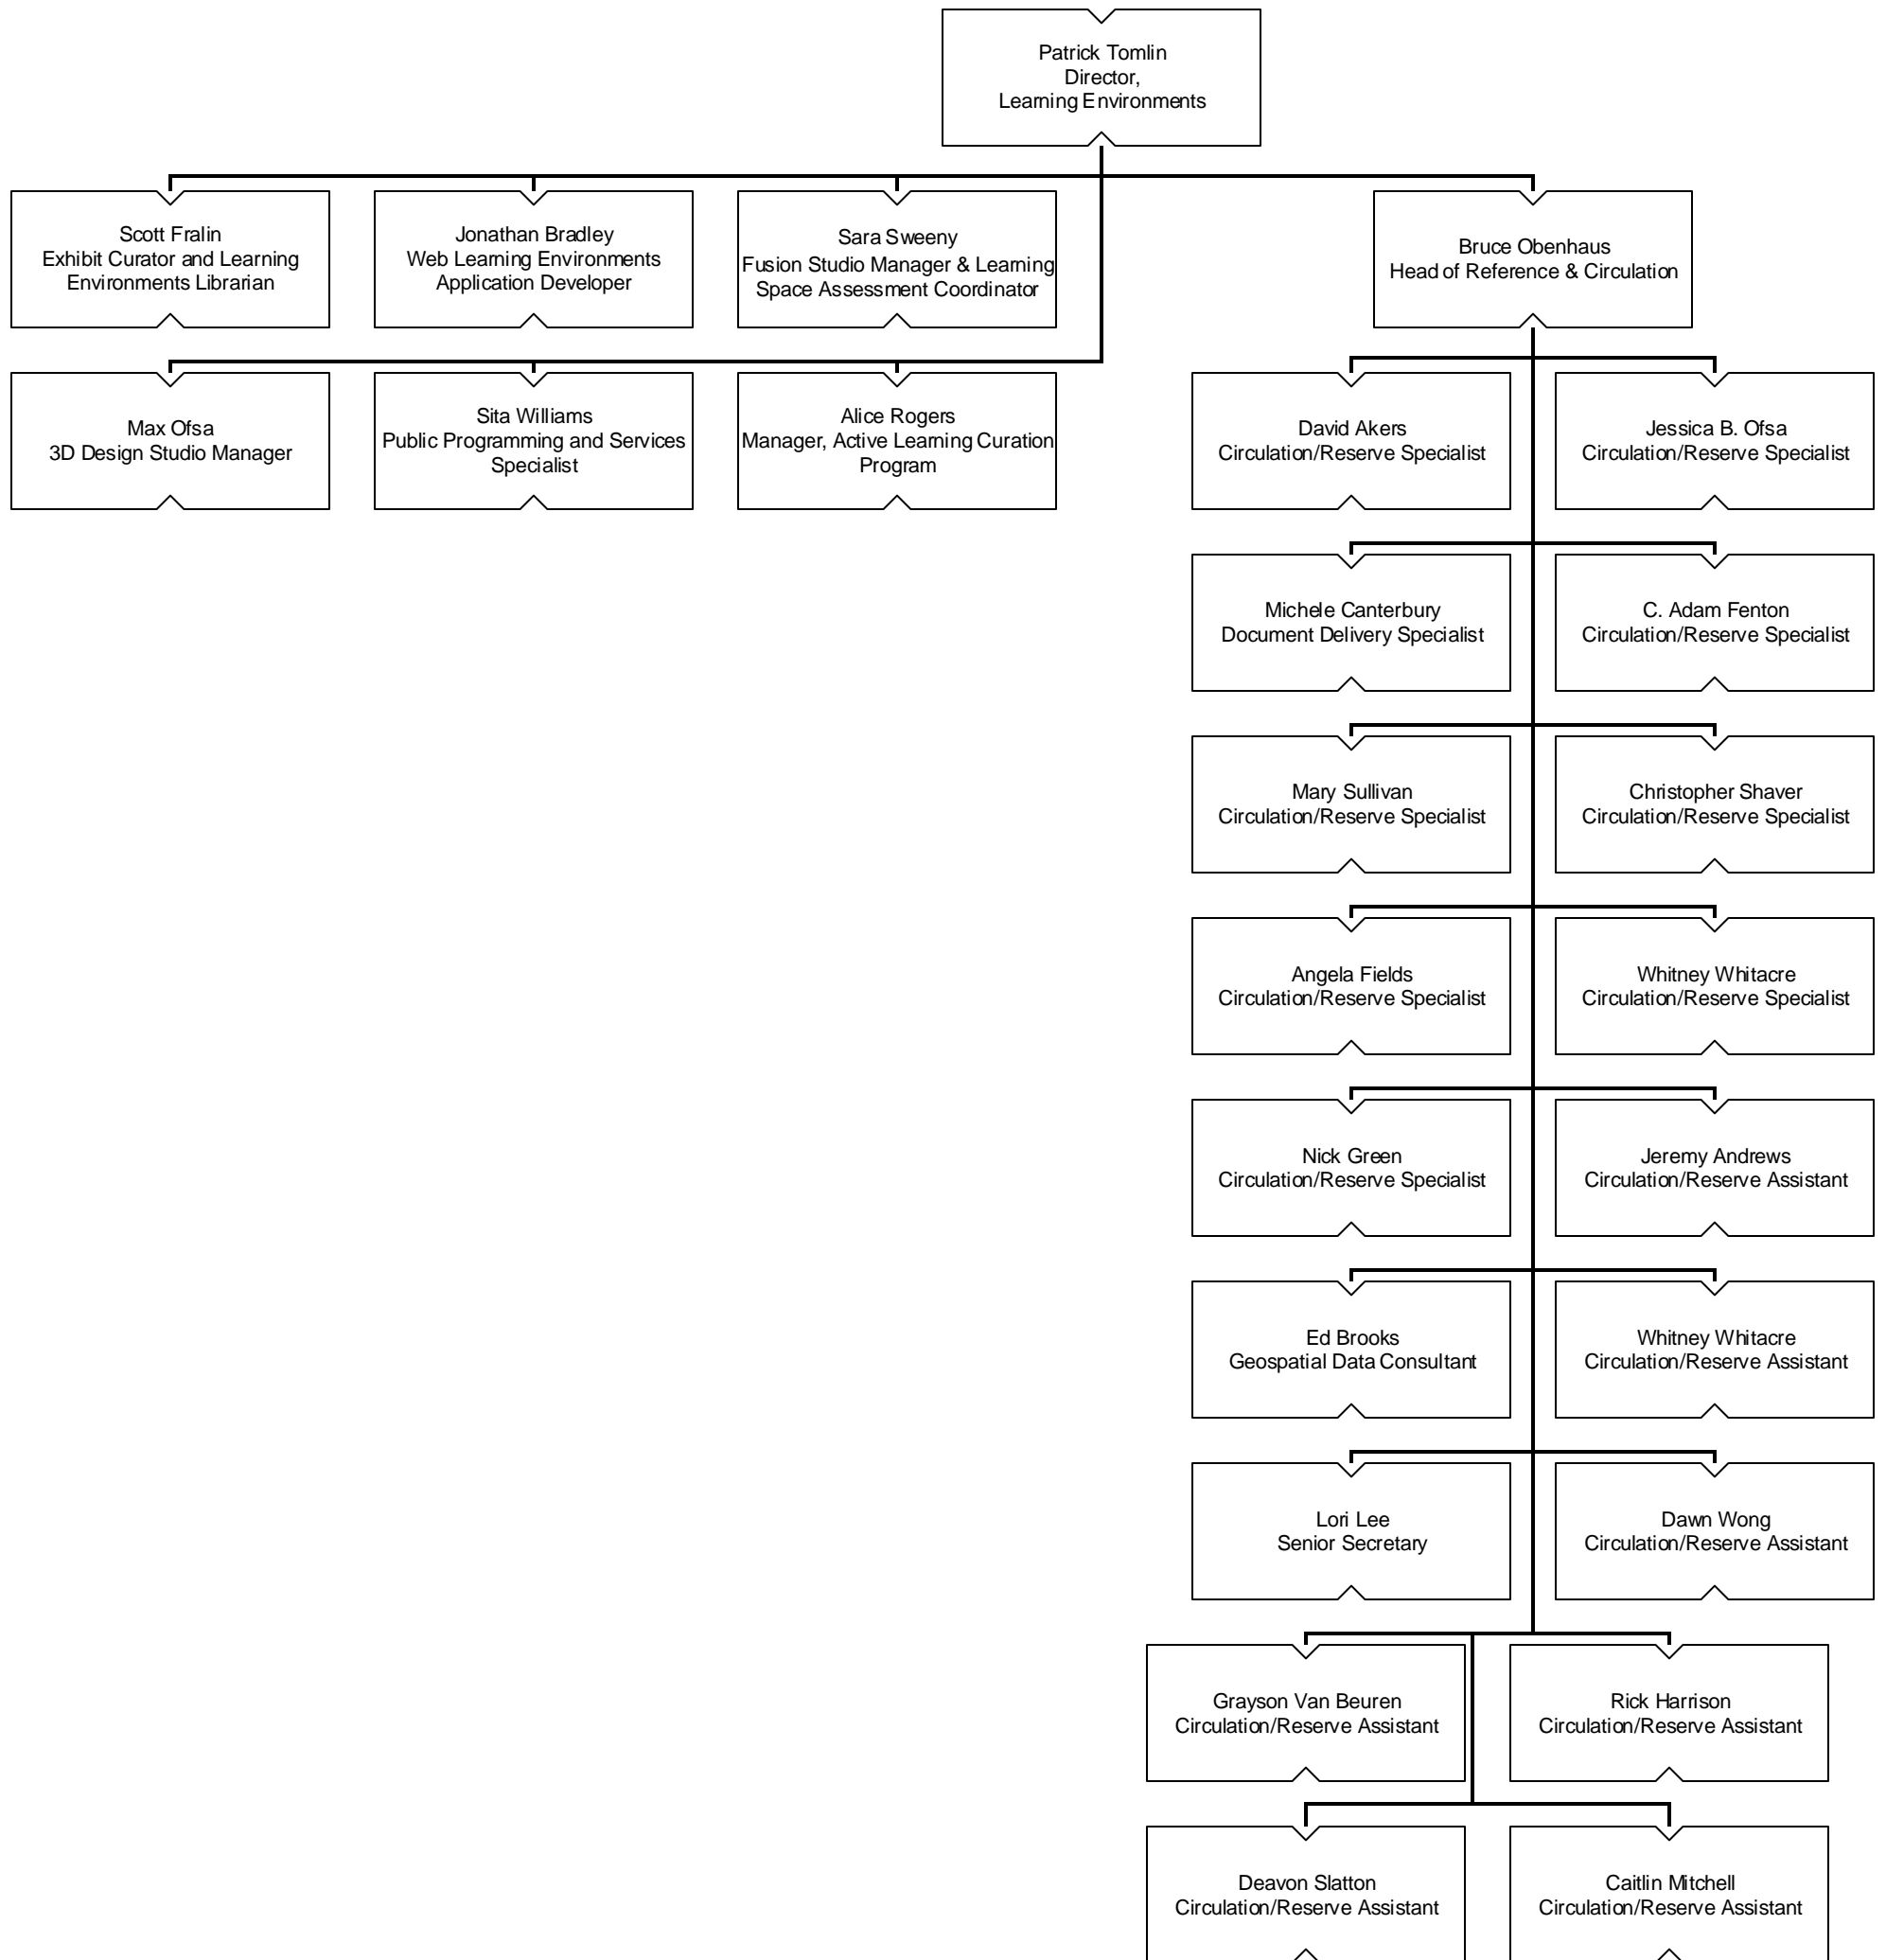 Patrick Tomlin
Director,
Learning Environments
Scott Fralin
Exhibit Curator and Learning
Environments Librarian
Jonathan Bradley
Web Learning Environments
Application Developer
Sara Sweeny
Fusion Studio Manager & Learning
Space Assessment Coordinator
Bruce Obenhaus
Head of Reference & Circulation
Max Ofsa
3D Design Studio Manager
Sita Williams
Public Programming and Services
Specialist
Alice Rogers
Manager, Active Learning Curation
Program
David Akers
Circulation/Reserve Specialist
Jessica B. Ofsa
Circulation/Reserve Specialist
Michele Canterbury
Document Delivery Specialist
C. Adam Fenton
Circulation/Reserve Specialist
Mary Sullivan
Circulation/Reserve Specialist
Christopher Shaver
Circulation/Reserve Specialist
Angela Fields
Circulation/Reserve Specialist
Whitney Whitacre
Circulation/Reserve Specialist
Nick Green
Circulation/Reserve Specialist
Jeremy Andrews
Circulation/Reserve Assistant
Ed Brooks
Geospatial Data Consultant
Whitney Whitacre
Circulation/Reserve Assistant
Lori Lee
Senior Secretary
Dawn Wong
Circulation/Reserve Assistant
Grayson Van Beuren
Circulation/Reserve Assistant
Rick Harrison
Circulation/Reserve Assistant
Deavon Slatton
Circulation/Reserve Assistant
Caitlin Mitchell
Circulation/Reserve Assistant